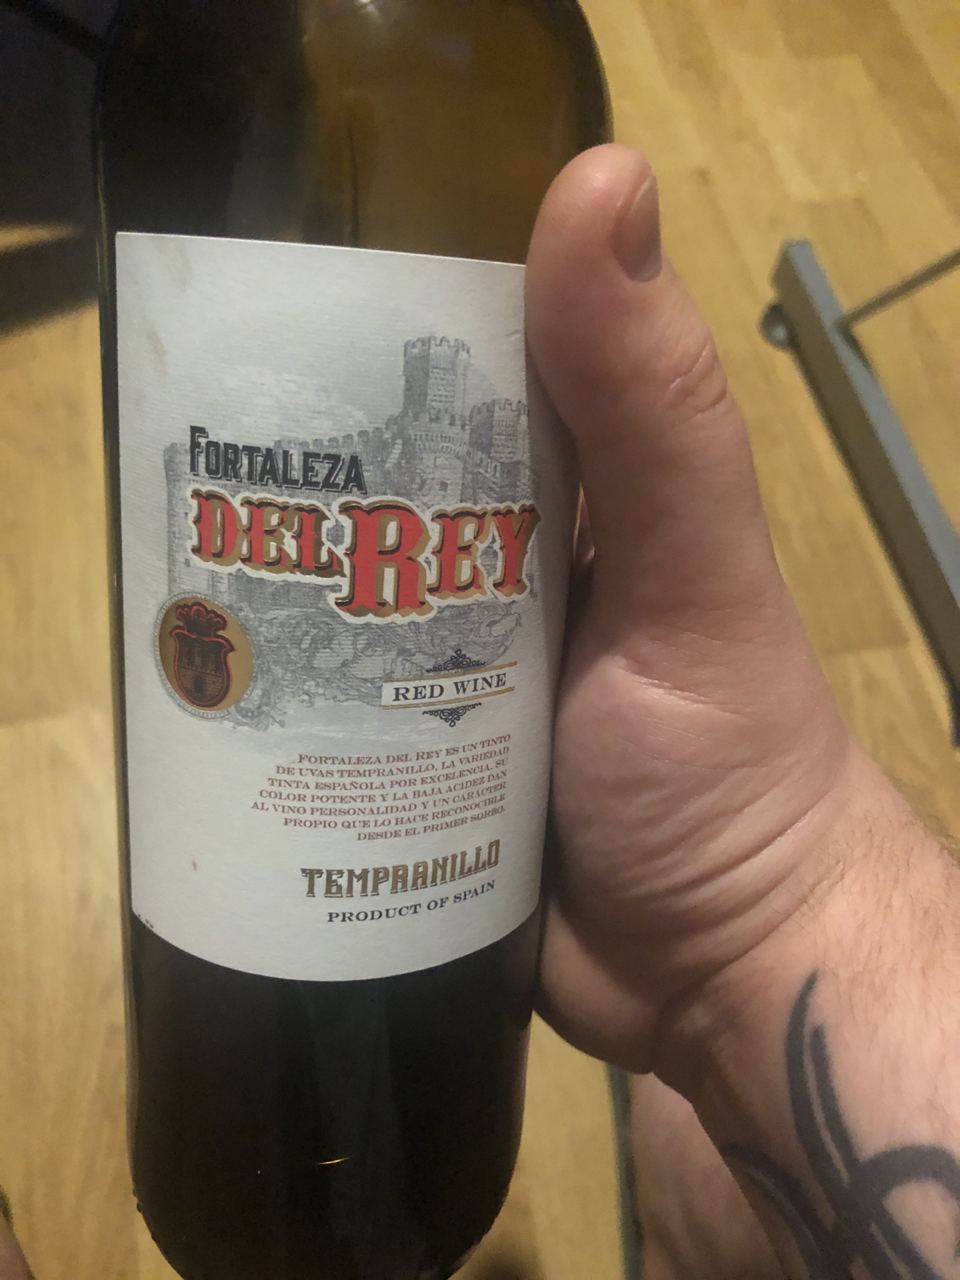 FORTALEZA
DEL REY
RED WINE
FORTALEZA DEL REY ES UN TINTO
DE UVAS TEMPRANILLO, LA VARIEDAD
TINTA ESPAÑOLA POR EXCELENCIA. SU
COLOR POTENTE Y LA BAJA ACIDEZ DAN
AL VINO PERSONALIDAD Y UN CARÁCTER
PROPIO QUE LO HACE RECONOCIBLE
DESDE EL PRIMER SORBO.
TEMPRANILLO
PRODUCT OF SPAIN